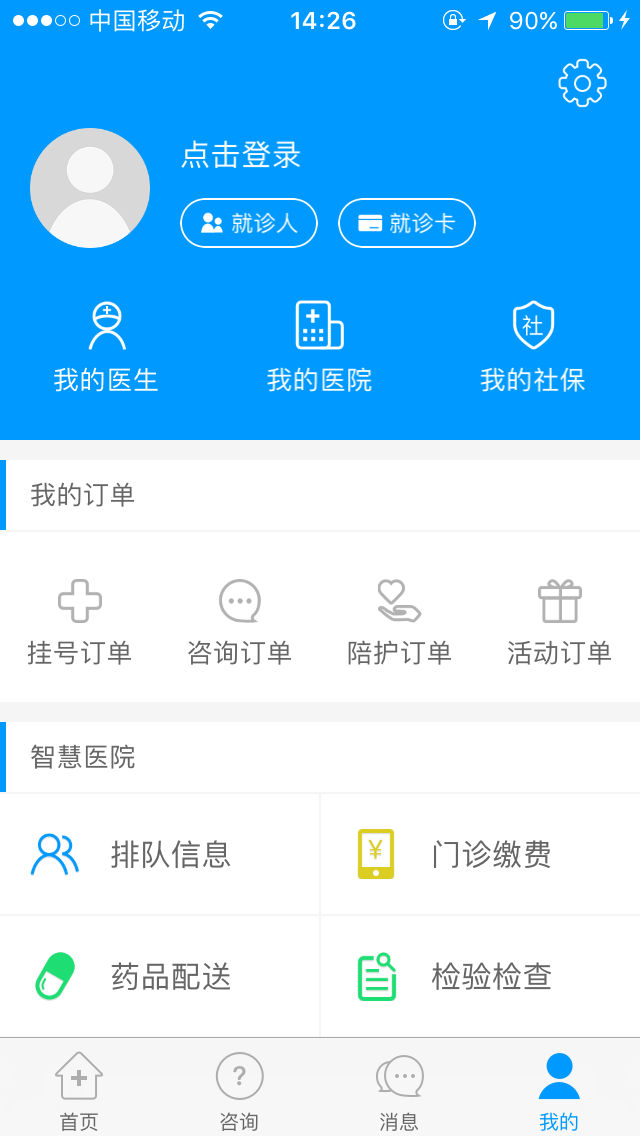 中国移动 14:26 90%
点击登录
就诊人 就诊卡
社
我的医生 我的医院 我的社保
我的订单
挂号订单 咨询订单 陪护订单 活动订单
智慧医院
排队信息 ¥ 门诊缴费
药品配送 检验检查
?
首页 咨询 消息 我的